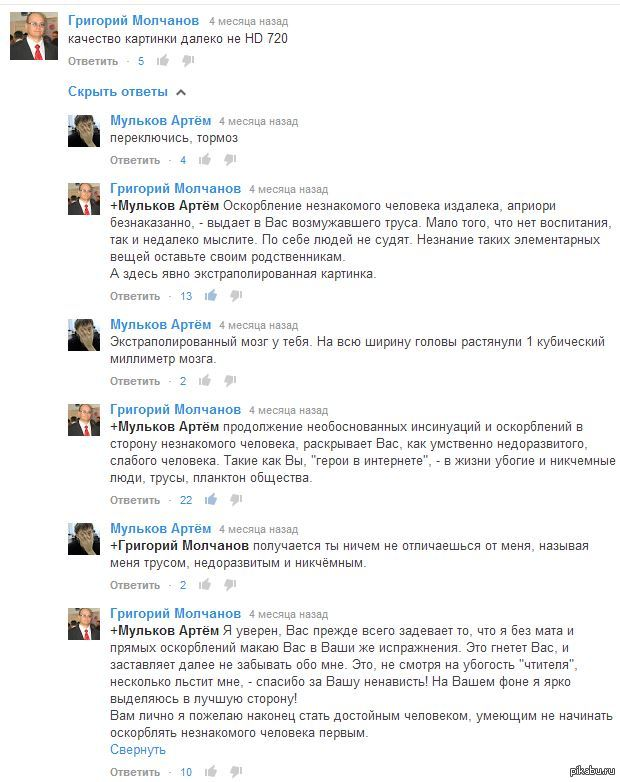 Григорий Молчанов 4 месяца назад
качество картинки далеко не HD 720
Ответить · 5
Скрыть ответы
Мульков Артём 4 месяца назад
переключись, тормоз
Ответить · 4
Григорий Молчанов 4 месяца назад
+Мульков Артём Оскорбление незнакомого человека издалека, априори
безнаказанно, - выдает в Вас возмужавшего труса. Мало того, что нет воспитания,
так и недалеко мыслите. По себе людей не судят. Незнание таких элементарных
вещей оставьте своим родственникам.
А здесь явно экстраполированная картинка.
Ответить · 13
Мульков Артём 4 месяца назад
Экстраполированный мозг у тебя. На всю ширину головы растянули 1 кубический
миллиметр мозга.
Ответить · 2
Григорий Молчанов 4 месяца назад
+Мульков Артём продолжение необоснованных инсинуаций и оскорблений в
сторону незнакомого человека, раскрывает Вас, как умственно недоразвитого,
слабого человека. Такие как Вы, "герои в интернете", - в жизни убогие и никчемные
люди, трусы, планктон общества.
Ответить · 22
Мульков Артём 4 месяца назад
+Григорий Молчанов получается ты ничем не отличаешься от меня, называя
меня трусом, недоразвитым и никчёмным.
Ответить · 2
Григорий Молчанов 4 месяца назад
+Мульков Артём Я уверен, Вас прежде всего задевает то, что я без мата и
прямых оскорблений макаю Вас в Ваши же испражнения. Это гнетет Вас, и
заставляет далее не забывать обо мне. Это, не смотря на убогость "чтителя",
несколько льстит мне, - спасибо за Вашу ненависть! На Вашем фоне я ярко
выделяюсь в лучшую сторону!
Вам лично я пожелаю наконец стать достойным человеком, умеющим не начинать
оскорблять незнакомого человека первым.
Свернуть
Ответить · 10
pikabu.ru